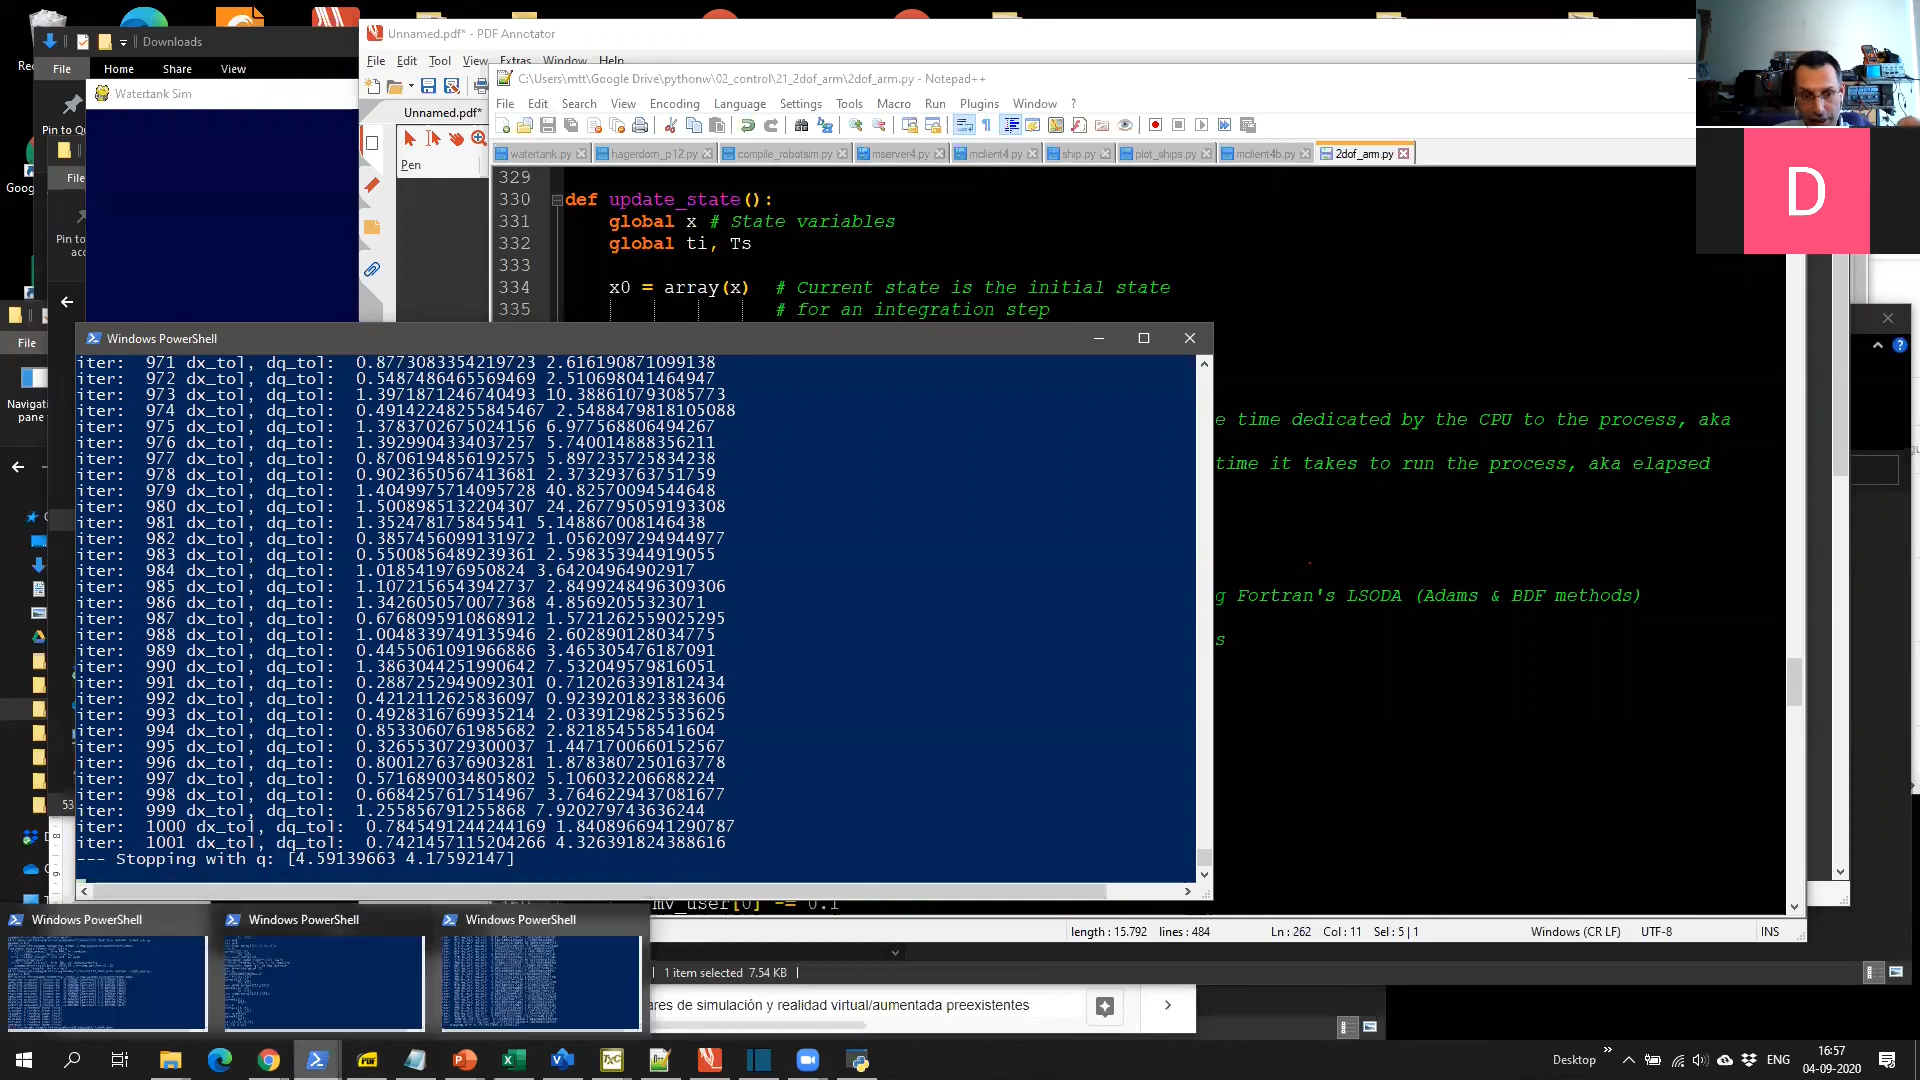 Downloads
File Home Share View
Pin to Qu
Watertank Sim
Unnamed.pdf* - PDF Annotator
File Edit Tool View Extras Window Help
Unnamed.pdf*
Pen
C:\Users\mtt\Google Drive\pythonw\02_control\21_2dof_arm\2dof_arm.py - Notepad++
File Edit Search View Encoding Language Settings Tools Macro Run Plugins Window ?
watertank.py hagerdorn_p12.py compile_robotsim.py mserver4.py mclient4.py ship.py plot_ships.py mclient4b.py 2dof_arm.py
D
329
330 def update_state():
331 global x # State variables
332 global ti, Ts
333
334 x0 = array(x) # Current state is the initial state
335 # for an integration step
e time dedicated by the CPU to the process, aka
time it takes to run the process, aka elapsed
g Fortran's LSODA (Adams & BDF methods)
s
mv_user[0] -= 0.1
Windows PowerShell
iter: 971 dx_tol, dq_tol: 0.8773083354219723 2.616190871099138
iter: 972 dx_tol, dq_tol: 0.5487486465569469 2.510698041464947
iter: 973 dx_tol, dq_tol: 1.3971871246740493 10.388610793085773
iter: 974 dx_tol, dq_tol: 0.49142248255845467 2.5488479818105088
iter: 975 dx_tol, dq_tol: 1.3783702675024156 6.977568806494267
iter: 976 dx_tol, dq_tol: 1.3929904334037257 5.740014888356211
iter: 977 dx_tol, dq_tol: 0.8706194856192575 5.897235725834238
iter: 978 dx_tol, dq_tol: 0.9023650567413681 2.373293763751759
iter: 979 dx_tol, dq_tol: 1.4049975714095728 40.82570094544648
iter: 980 dx_tol, dq_tol: 1.5008985132204307 24.267795059193308
iter: 981 dx_tol, dq_tol: 1.352478175845541 5.148867008146438
iter: 982 dx_tol, dq_tol: 0.3857456099131972 1.0562097294944977
iter: 983 dx_tol, dq_tol: 0.5500856489239361 2.598353944919055
iter: 984 dx_tol, dq_tol: 1.018541976950824 3.64204964902917
iter: 985 dx_tol, dq_tol: 1.1072156543942737 2.8499248496309306
iter: 986 dx_tol, dq_tol: 1.3426050570077368 4.85692055323071
iter: 987 dx_tol, dq_tol: 0.6768095910868912 1.5721262559025295
iter: 988 dx_tol, dq_tol: 1.0048339749135946 2.602890128034775
iter: 989 dx_tol, dq_tol: 0.4455061091966886 3.465305476187091
iter: 990 dx_tol, dq_tol: 1.3863044251990642 7.532049579816051
iter: 991 dx_tol, dq_tol: 0.2887252949092301 0.7120263391812434
iter: 992 dx_tol, dq_tol: 0.4212112625836097 0.9239201823383606
iter: 993 dx_tol, dq_tol: 0.4928316769935214 2.0339129825535625
iter: 994 dx_tol, dq_tol: 0.8533060761985682 2.821854558541604
iter: 995 dx_tol, dq_tol: 0.3265530729300037 1.4471700660152567
iter: 996 dx_tol, dq_tol: 0.8001276376903281 1.8783807250163778
iter: 997 dx_tol, dq_tol: 0.5716890034805802 5.106032206688224
iter: 998 dx_tol, dq_tol: 0.6684257617514967 3.7646229437081677
iter: 999 dx_tol, dq_tol: 1.255856791255868 7.920279743636244
iter: 1000 dx_tol, dq_tol: 0.7845491244244169 1.8408966941290787
iter: 1001 dx_tol, dq_tol: 0.7421457115204266 4.326391824388616
--- Stopping with q: [4.59139663 4.17592147]
File
Pin to
acc
File
Navigation
pane
53
Windows PowerShell Windows PowerShell Windows PowerShell
length : 15.792 lines : 484 Ln : 262 Col : 11 Sel : 5 | 1 Windows (CR LF) UTF-8 INS
1 item selected 7.54 KB
ares de simulación y realidad virtual/aumentada preexistentes
Desktop ENG
16:57
04-09-2020